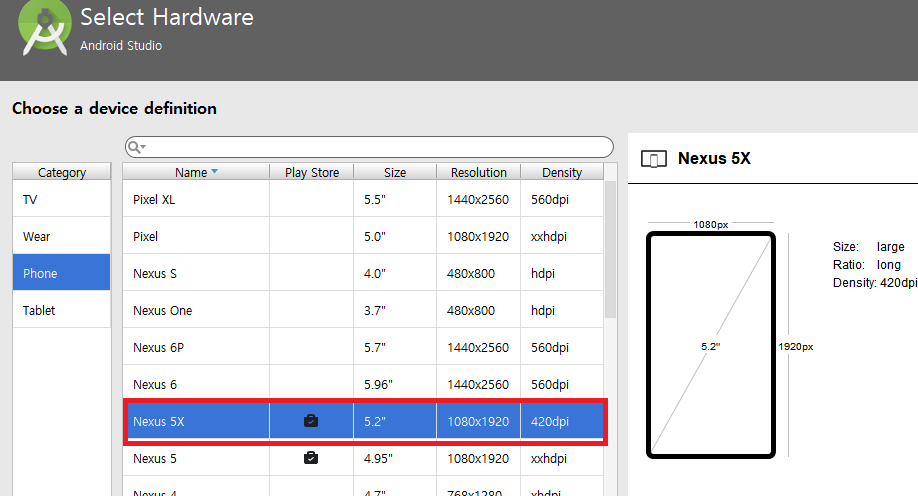 Select Hardware
Android Studio
Choose a device definition
Category
TV
Wear
Phone
Tablet
Name Play Store Size Resolution Density
Pixel XL 5.5" 1440x2560 560dpi
Pixel 5.0" 1080x1920 xxhdpi
Nexus S 4.0" 480x800 hdpi
Nexus One 3.7" 480x800 hdpi
Nexus 6P 5.7" 1440x2560 560dpi
Nexus 6 5.96" 1440x2560 560dpi
Nexus 5X 5.2" 1080x1920 420dpi
Nexus 5 4.95" 1080x1920 xxhdpi
Nexus 4 4.7" 768x1280 xhdpi
Nexus 5X
1080px
5.2"
1920px
Size: large
Ratio: long
Density: 420dpi